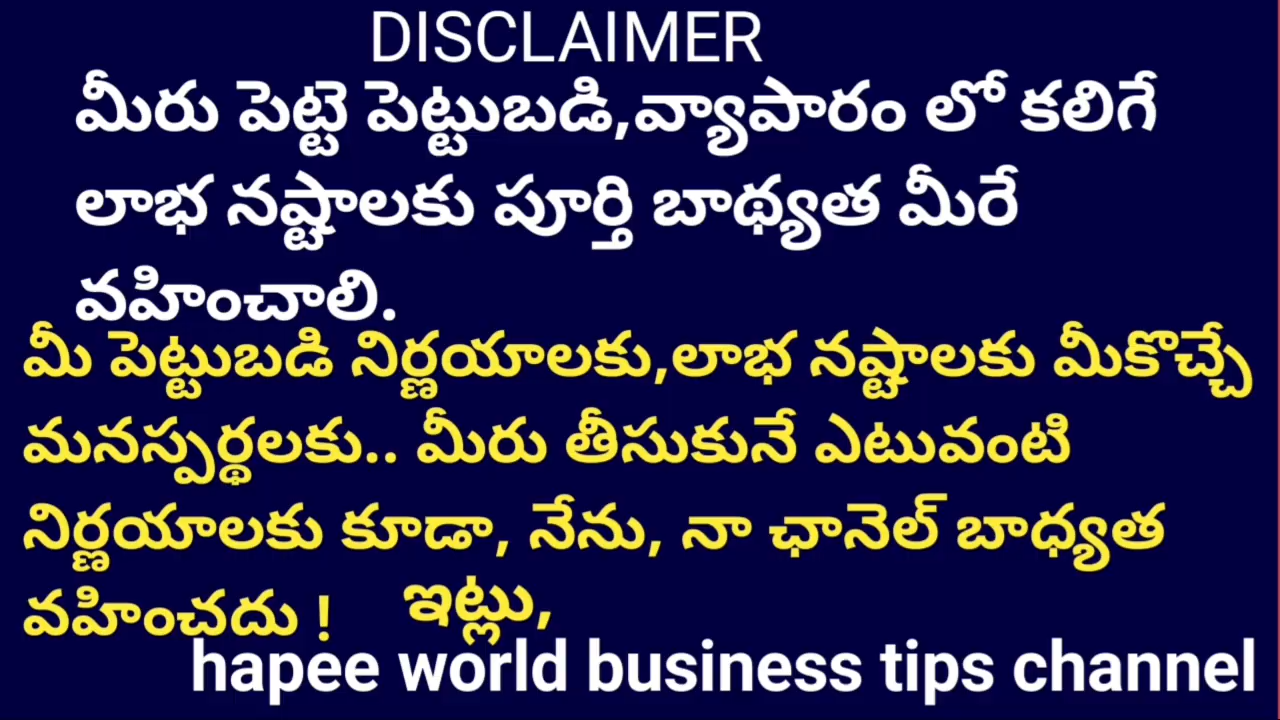 DISCLAIMER
మీరు పెట్టె పెట్టుబడి,వ్యాపారం లో కలిగే
లాభ నష్టాలకు పూర్తి బాథ్యత మీరే
వహించాలి.
మీ పెట్టుబడి నిర్ణయాలకు,లాభ నష్టాలకు మీకొచ్చే
మనస్పర్థలకు.. మీరు తీసుకునే ఎటువంటి
నిర్ణయాలకు కూడా, నేను, నా ఛానెల్ బాధ్యత
వహించదు ! ఇట్లు,
hapee world business tips channel